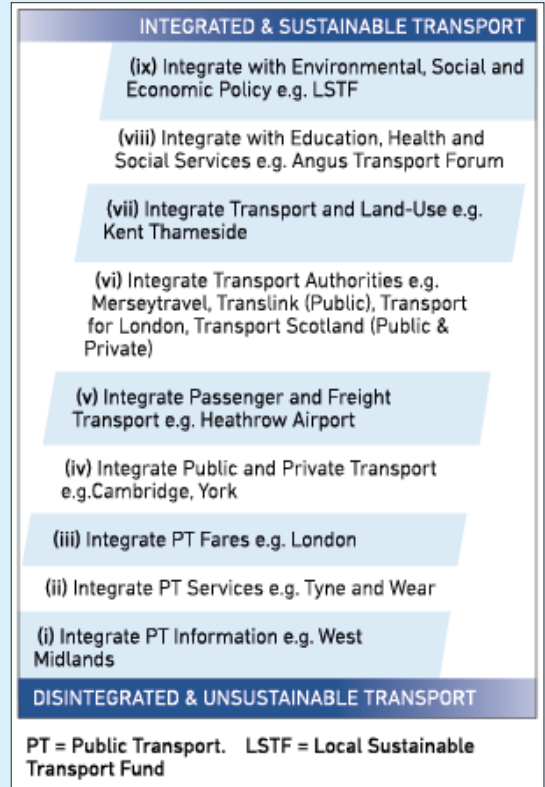 INTEGRATED & SUSTAINABLE TRANSPORT
(ix) Integrate with Environmental, Social and
Economic Policy e.g. LSTF
(viii) Integrate with Education, Health and
Social Services e.g. Angus Transport Forum
(vii) Integrate Transport and Land-Use e.g.
Kent Thameside
(vi) Integrate Transport Authorities e.g.
Merseytravel, Translink (Public), Transport
for London, Transport Scotland (Public &
Private)
(v) Integrate Passenger and Freight
Transport e.g. Heathrow Airport
(iv) Integrate Public and Private Transport
e.g.Cambridge, York
(iii) Integrate PT Fares e.g. London
(ii) Integrate PT Services e.g. Tyne and Wear
(i) Integrate PT Information e.g. West
Midlands
DISINTEGRATED & UNSUSTAINABLE TRANSPORT
PT = Public Transport. LSTF = Local Sustainable
Transport Fund